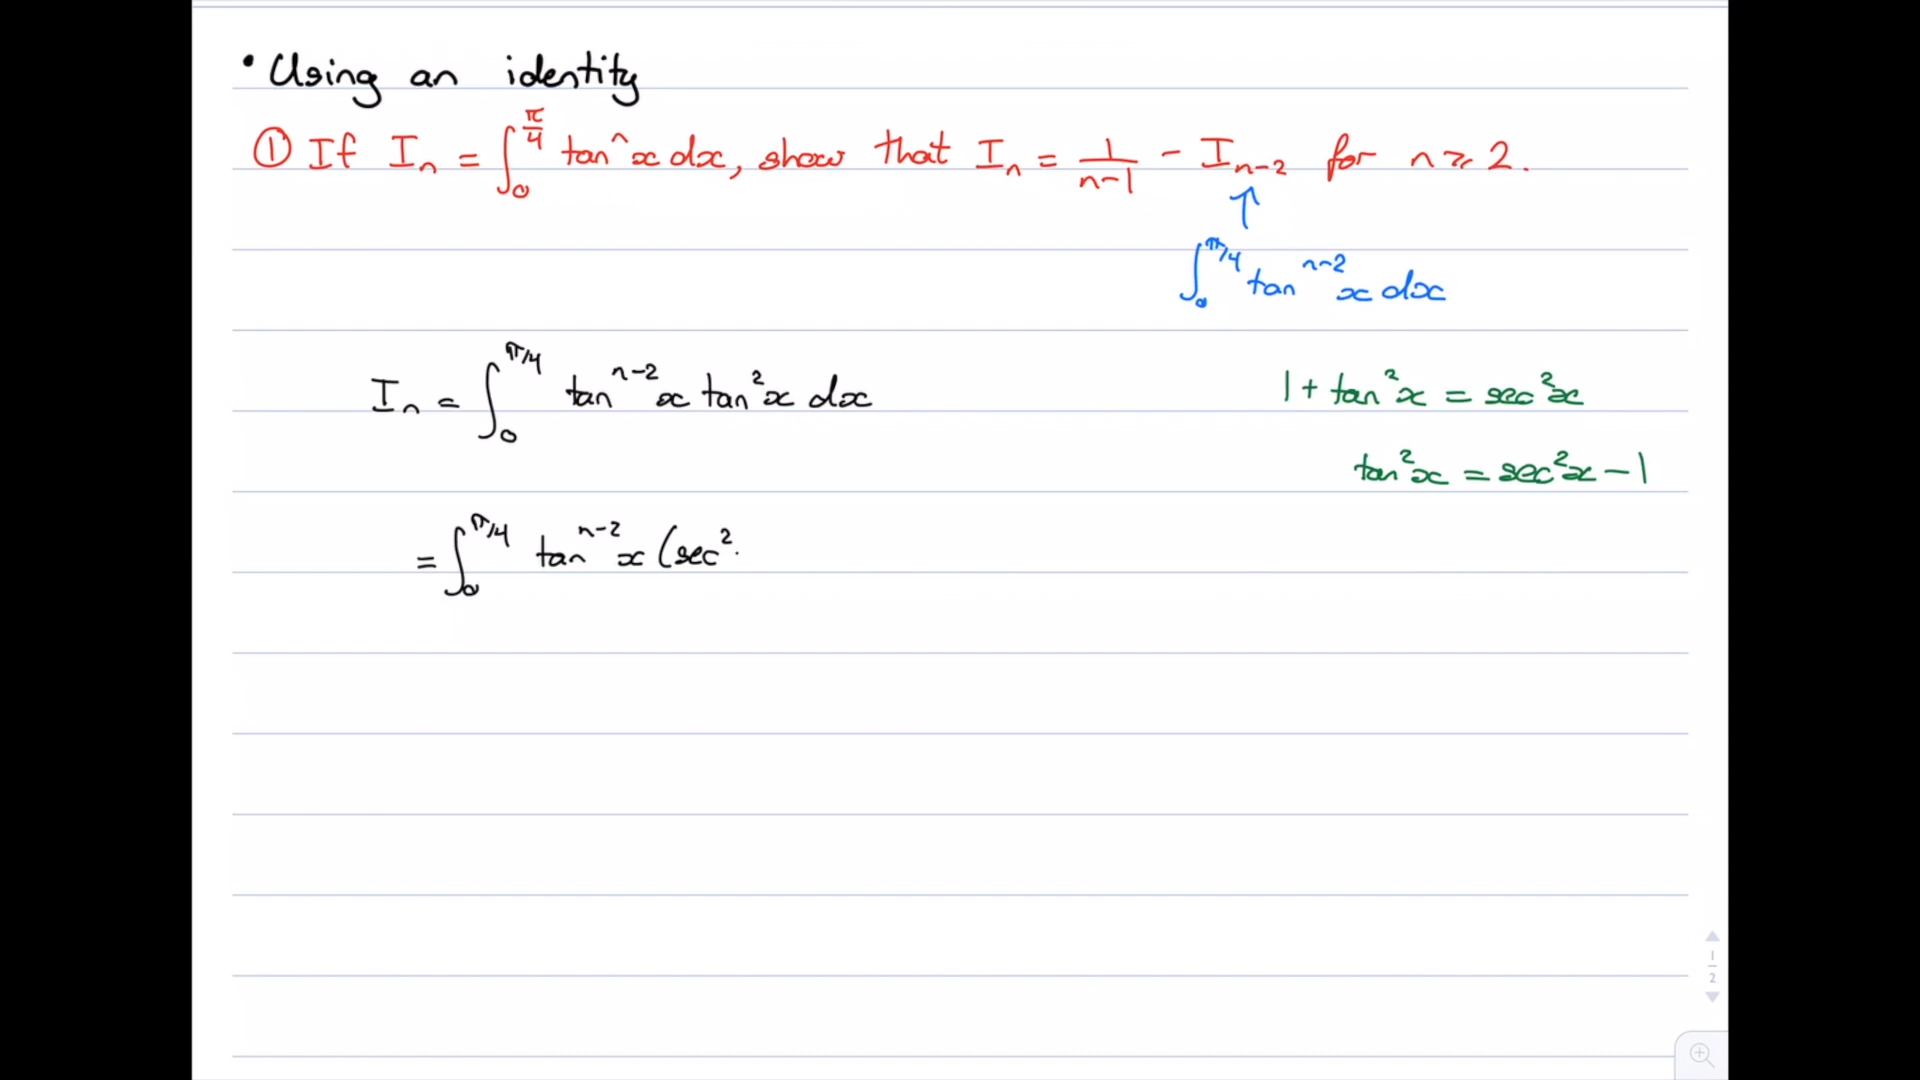 • Using an identity
① If Iₙ = ∫₀^(π/4) tanⁿx dx, show that Iₙ = 1/(n-1) - Iₙ₋₂ for n ≥ 2.
↑
∫₀^(π/4) tanⁿ⁻²x dx
Iₙ = ∫₀^(π/4) tanⁿ⁻²x tan²x dx
1 + tan²x = sec²x
tan²x = sec²x - 1
= ∫₀^(π/4) tanⁿ⁻²x (sec²
1
2